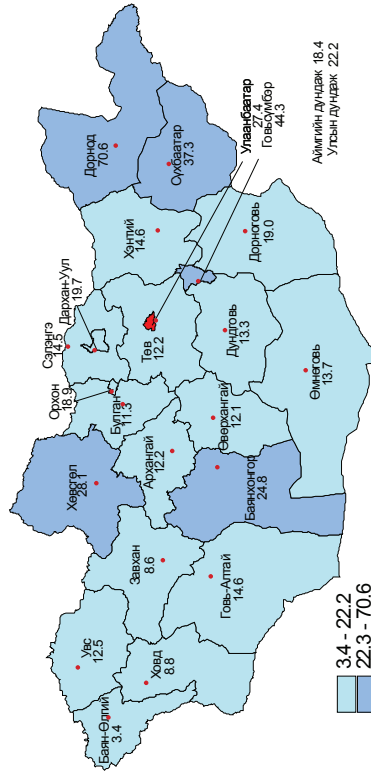 Баян-Өлгий
3.4
Увс
12.5
Ховд
8.8
Завхан
8.6
Говь-Алтай
14.6
Хөвсгөл
28.1
Архангай
12.2
Баянхонгор
24.8
Орхон
18.9
Булган
11.3
Өвөрхангай
12.1
Сэлэнгэ
14.5
Дархан-Уул
19.7
Төв
12.2
Дундговь
13.3
Өмнөговь
13.7
Хэнтий
14.6
Дорноговь
19.0
Дорнод
70.6
Сүхбаатар
37.3
Улаанбаатар
27.4
Говьсүмбэр
44.3
Аймгийн дундаж 18.4
Улсын дундаж 22.2
3.4 - 22.2
22.3 - 70.6